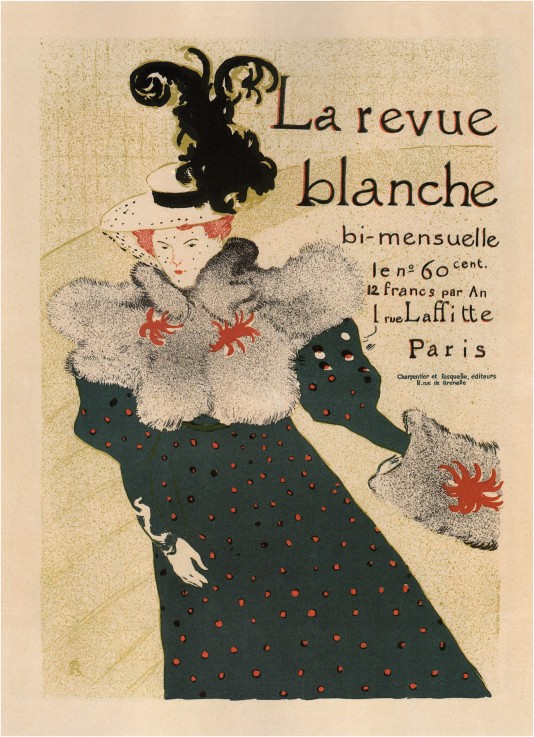 La revue
blanche
bi-mensuelle
le nº 60 cent.
12 francs par An
1 rue Laffitte
Paris
Charpentier et Fasquelle, éditeurs
11, rue de Grenelle